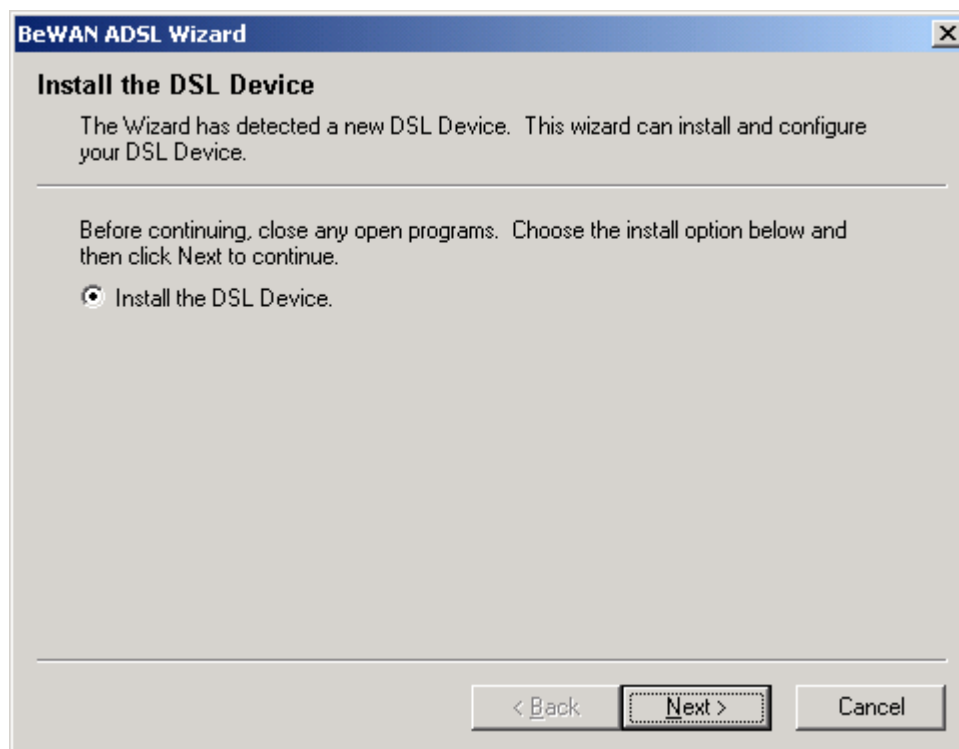 BeWAN ADSL Wizard
Install the DSL Device
The Wizard has detected a new DSL Device. This wizard can install and configure
your DSL Device.
Before continuing, close any open programs. Choose the install option below and
then click Next to continue.
Install the DSL Device.
< Back
Next >
Cancel